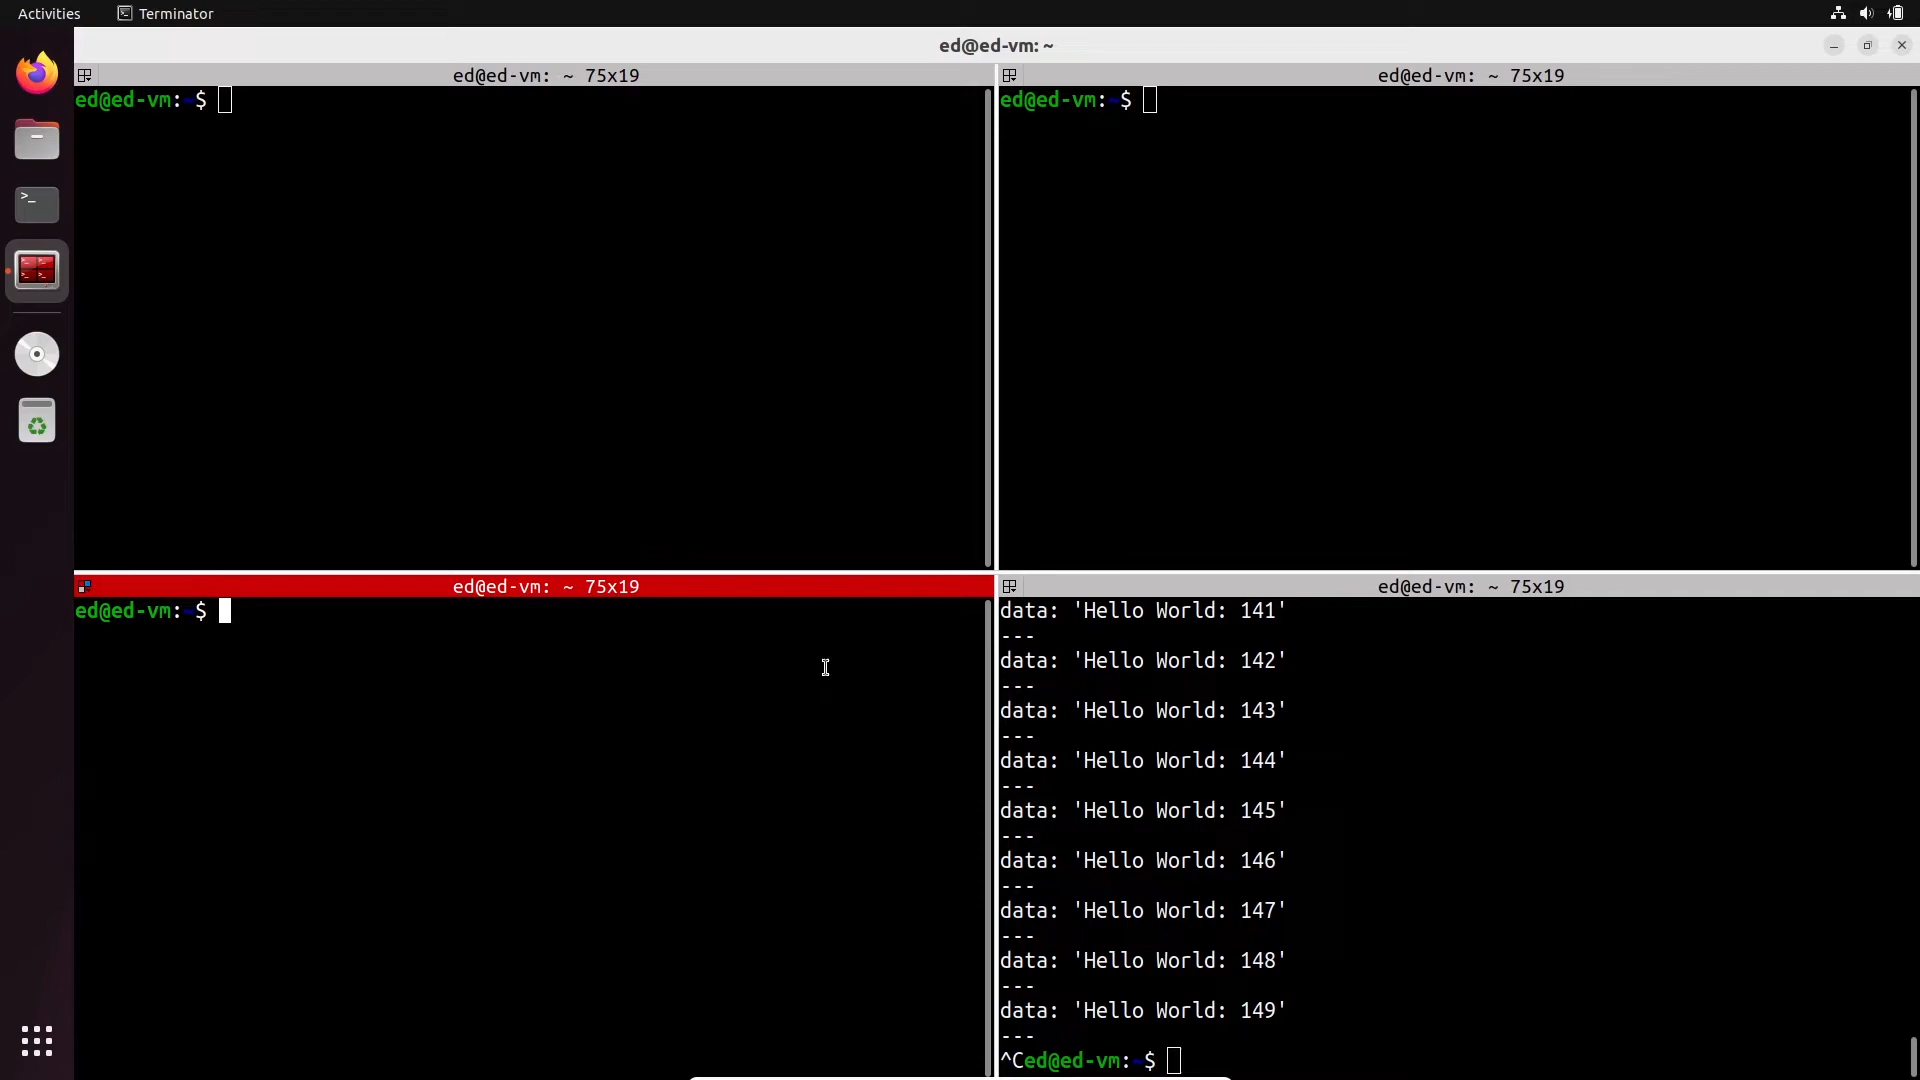 Activities
Terminator
ed@ed-vm: ~
ed@ed-vm: ~ 75x19
ed@ed-vm:~$
ed@ed-vm: ~ 75x19
ed@ed-vm:~$
ed@ed-vm: ~ 75x19
ed@ed-vm:~$
ed@ed-vm: ~ 75x19
data: 'Hello World: 141'
---
data: 'Hello World: 142'
---
data: 'Hello World: 143'
---
data: 'Hello World: 144'
---
data: 'Hello World: 145'
---
data: 'Hello World: 146'
---
data: 'Hello World: 147'
---
data: 'Hello World: 148'
---
data: 'Hello World: 149'
---
^Ced@ed-vm:~$